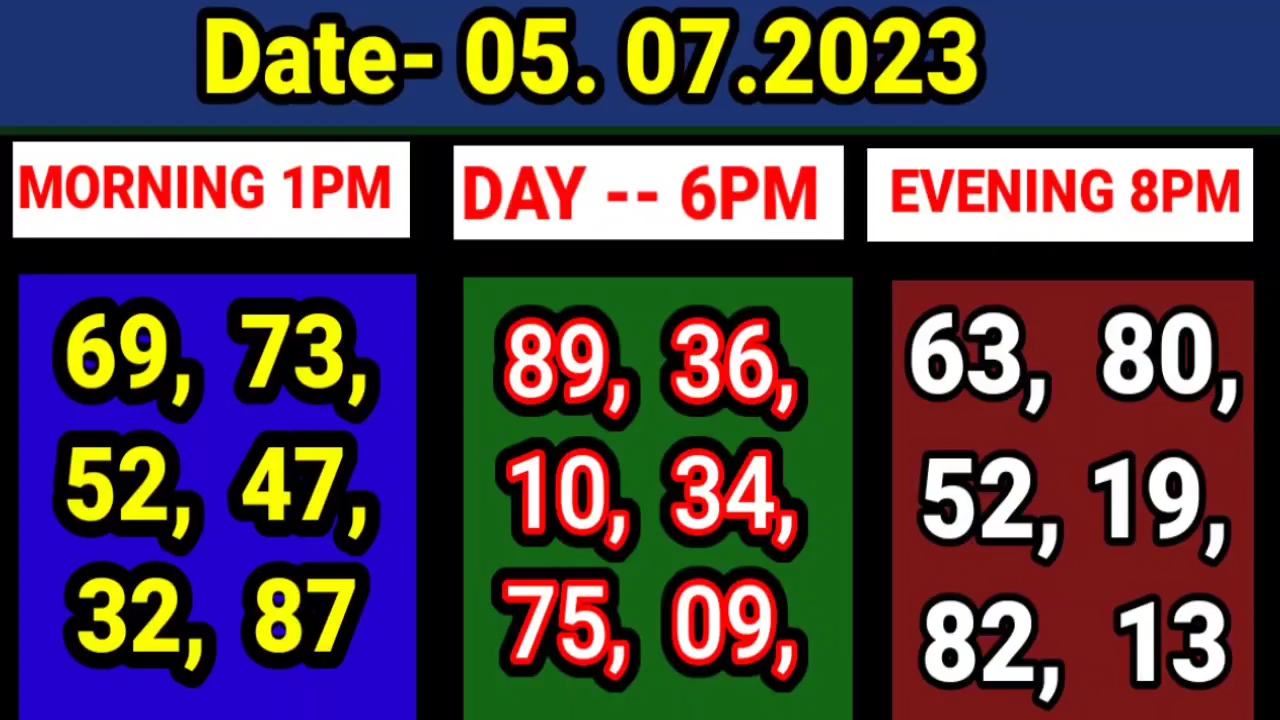 Date- 05. 07.2023
MORNING 1PM
DAY -- 6PM
EVENING 8PM
69, 73,
52, 47,
32, 87
89, 36,
10, 34,
75, 09,
63, 80,
52, 19,
82, 13